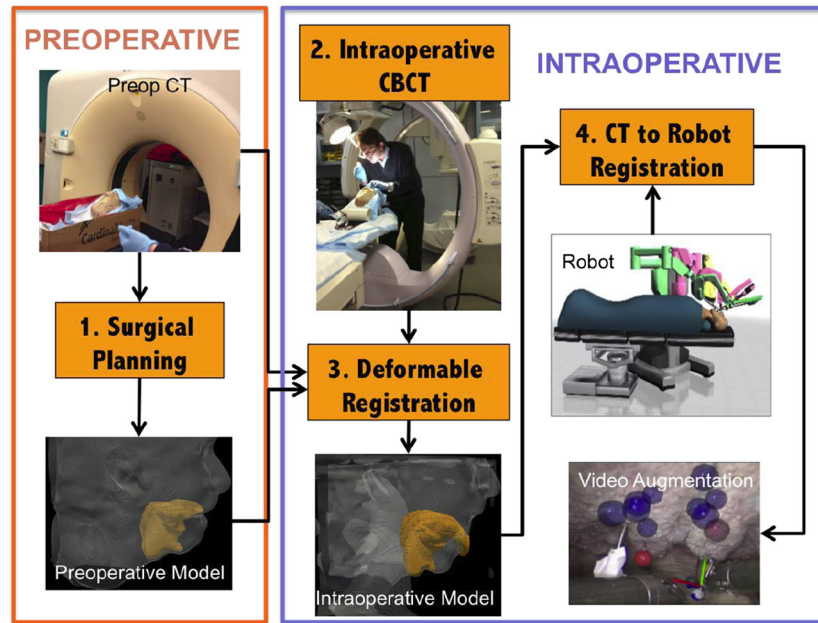 PREOPERATIVE
Preop CT
1. Surgical
Planning
Preoperative Model
2. Intraoperative
CBCT
INTRAOPERATIVE
3. Deformable
Registration
Intraoperative Model
4. CT to Robot
Registration
Robot
Video Augmentation